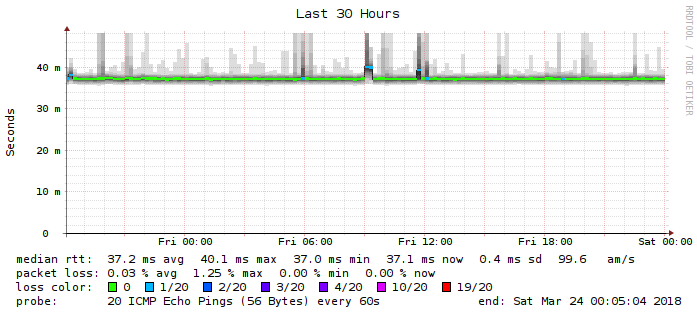 Last 30 Hours
RRDTOOL / TOBI OETIKER
Seconds
40 m
30 m
20 m
10 m
0
Fri 00:00 Fri 06:00 Fri 12:00 Fri 18:00 Sat 00:00
median rtt: 37.2 ms avg 40.1 ms max 37.0 ms min 37.1 ms now 0.4 ms sd 99.6 am/s
packet loss: 0.03 % avg 1.25 % max 0.00 % min 0.00 % now
loss color: 0 1/20 2/20 3/20 4/20 10/20 19/20
probe: 20 ICMP Echo Pings (56 Bytes) every 60s end: Sat Mar 24 00:05:04 2018